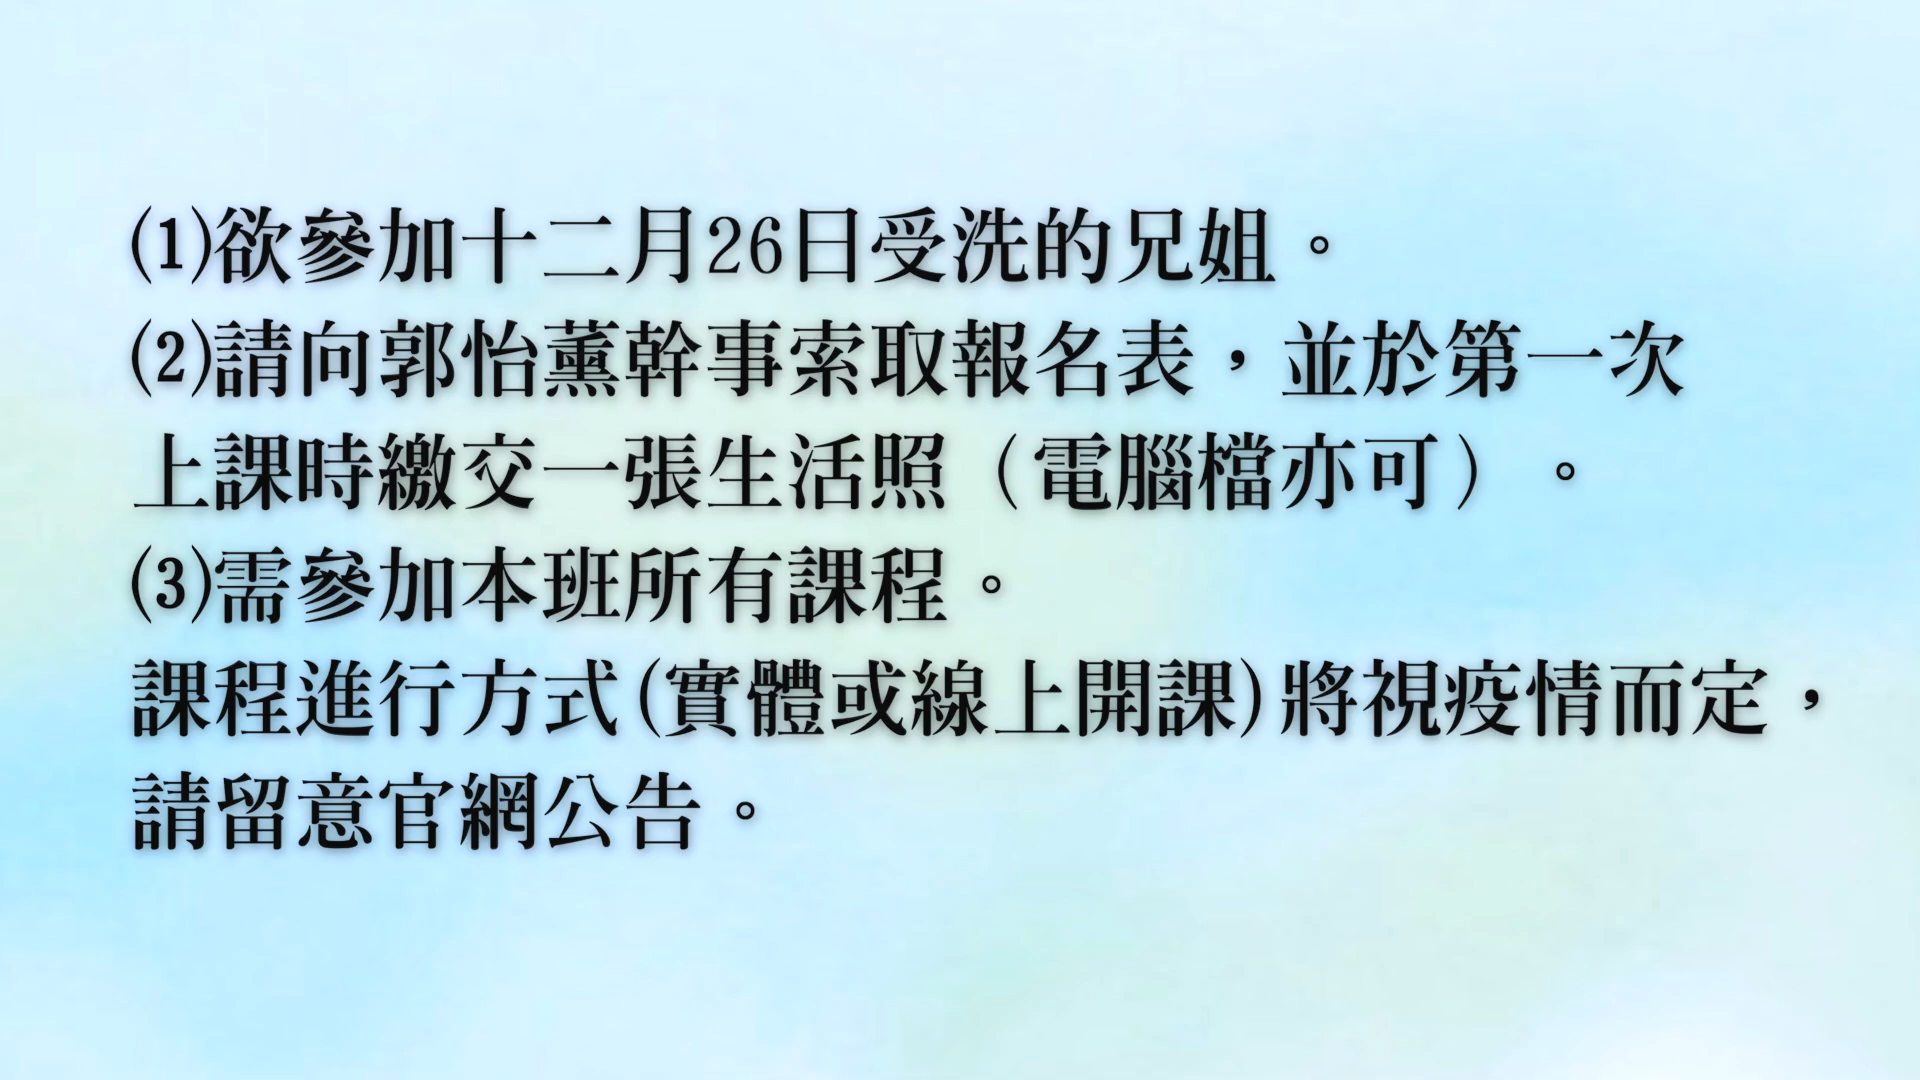 (1)欲參加十二月26日受洗的兄姐。
(2)請向郭怡薰幹事索取報名表，並於第一次
上課時繳交一張生活照（電腦檔亦可）。
(3)需參加本班所有課程。
課程進行方式(實體或線上開課)將視疫情而定，
請留意官網公告。